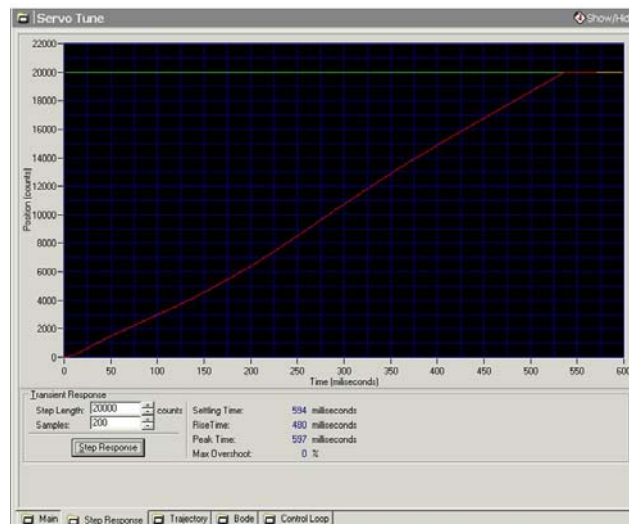 Servo Tune
Show/Hid
22000
20000
18000
16000
14000
12000
10000
8000
6000
4000
2000
0
Position (counts)
0 50 100 150 200 250 300 350 400 450 500 550 600
Time (miliseconds)
Transient Response
Step Length: 20000 counts
Samples: 200
Step Response
Settling Time: 594 milliseconds
RiseTime: 480 milliseconds
Peak Time: 597 milliseconds
Max Overshoot: 0 %
Main Step Response Trajectory Bode Control Loop